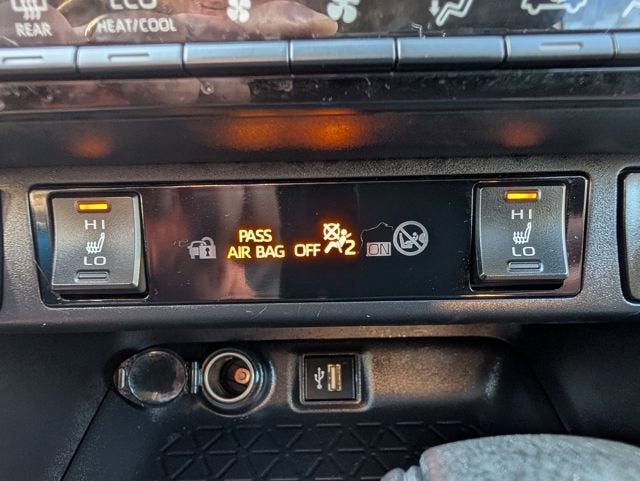 REAR
ECO
HEAT/COOL
HI
LO
PASS
AIR BAG OFF 2
ON
HI
LO